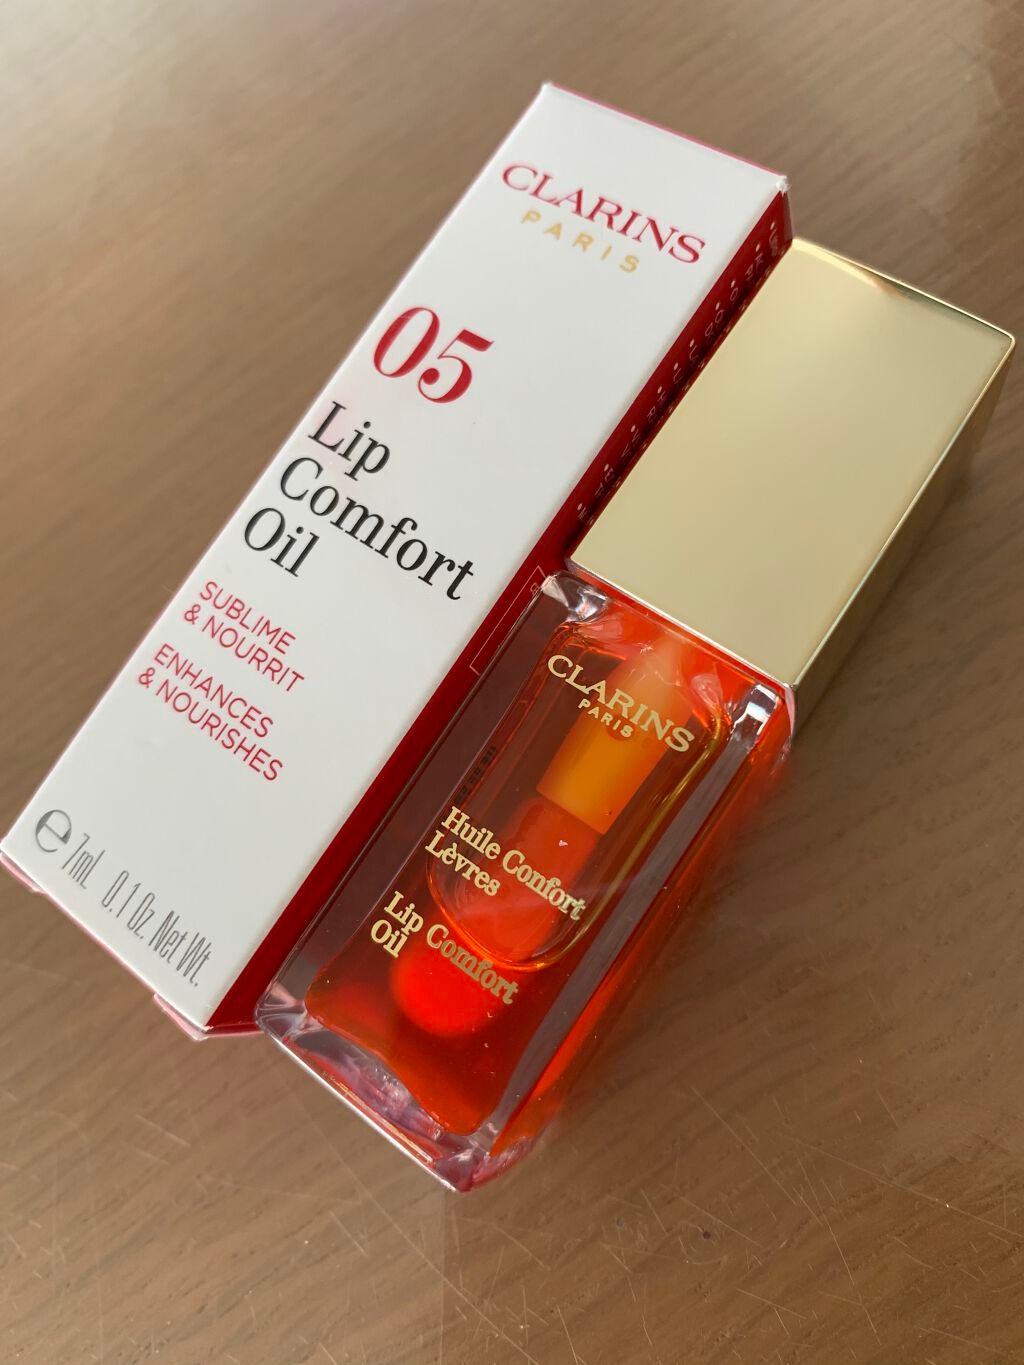 CLARINS
PARIS
05
Lip
Comfort
Oil
SUBLIME
& NOURRIT
ENHANCES
& NOURISHES
℮ 7mL 0.1 Oz. Net Wt.
CLARINS
PARIS
Huile Confort
Lèvres
Lip Comfort
Oil